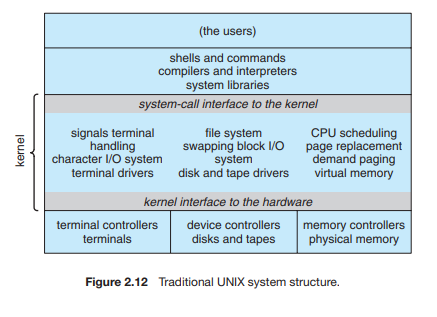 (the users)
shells and commands
compilers and interpreters
system libraries
system-call interface to the kernel
kernel
signals terminal
handling
character I/O system
terminal drivers
file system
swapping block I/O
system
disk and tape drivers
CPU scheduling
page replacement
demand paging
virtual memory
kernel interface to the hardware
terminal controllers
terminals
device controllers
disks and tapes
memory controllers
physical memory
Figure 2.12 Traditional UNIX system structure.